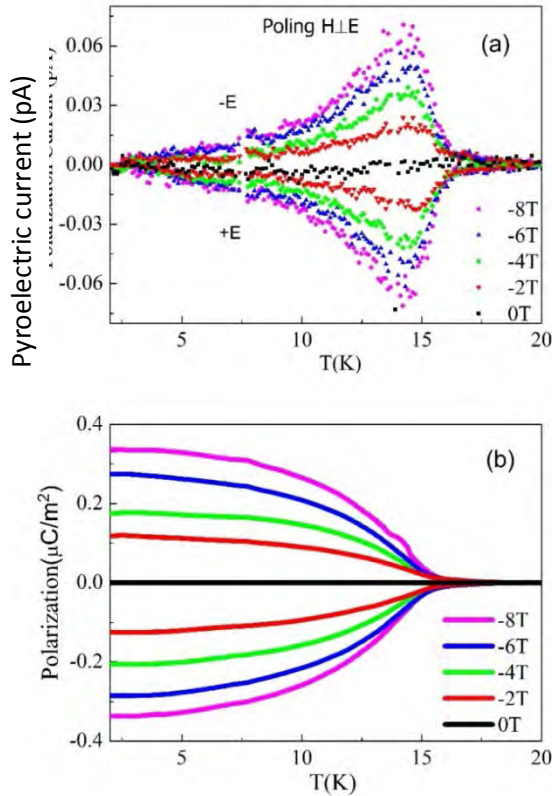 Pyroelectric current (pA)
0.06
0.03
0.00
-0.03
-0.06
Poling H⊥E
(a)
-E
+E
-8T
-6T
-4T
-2T
0T
5
10
15
20
T(K)
Polarization(μC/m²)
0.4
0.2
0.0
-0.2
-0.4
(b)
-8T
-6T
-4T
-2T
0T
5
10
15
20
T(K)